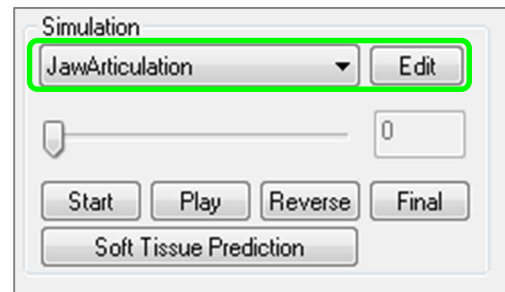 Simulation
JawArticulation Edit
0
Start Play Reverse Final
Soft Tissue Prediction